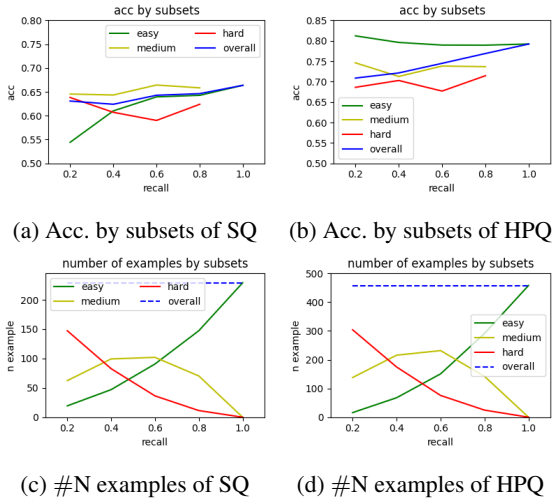 acc by subsets
0.80
0.75
0.70
0.65
0.60
0.55
0.50
acc
easy
medium
hard
overall
0.2 0.4 0.6 0.8 1.0
recall
(a) Acc. by subsets of SQ
acc by subsets
0.85
0.80
0.75
0.70
0.65
0.60
0.55
0.50
acc
easy
medium
hard
overall
0.2 0.4 0.6 0.8 1.0
recall
(b) Acc. by subsets of HPQ
number of examples by subsets
200
150
100
50
0
n example
easy
medium
hard
overall
0.2 0.4 0.6 0.8 1.0
recall
(c) #N examples of SQ
number of examples by subsets
500
400
300
200
100
0
n example
easy
medium
hard
overall
0.2 0.4 0.6 0.8 1.0
recall
(d) #N examples of HPQ